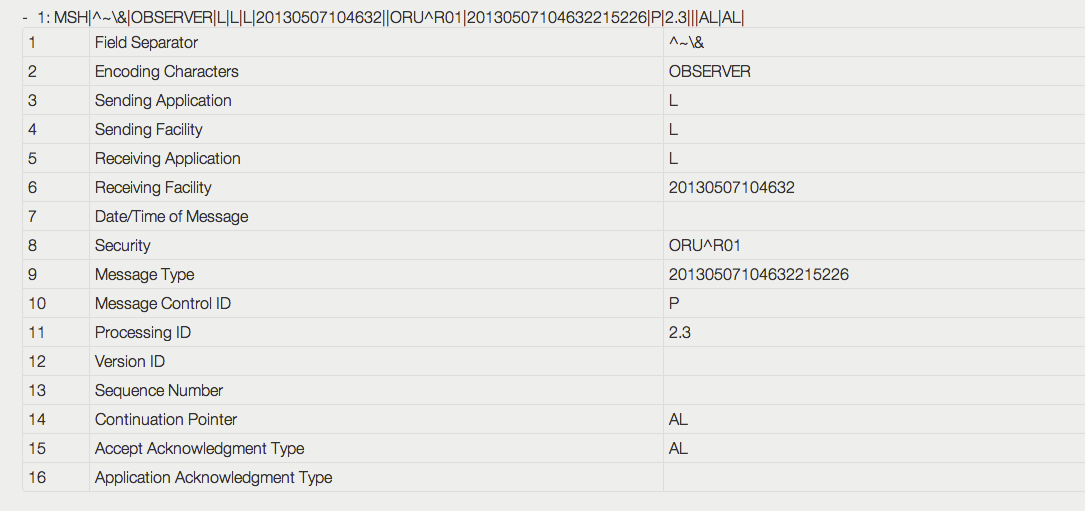 - 1: MSH|^~\&|OBSERVER|L|L|L|20130507104632||ORU^R01|20130507104632215226|P|2.3|||AL|AL|
1 Field Separator ^~\&
2 Encoding Characters OBSERVER
3 Sending Application L
4 Sending Facility L
5 Receiving Application L
6 Receiving Facility 20130507104632
7 Date/Time of Message
8 Security ORU^R01
9 Message Type 20130507104632215226
10 Message Control ID P
11 Processing ID 2.3
12 Version ID
13 Sequence Number
14 Continuation Pointer AL
15 Accept Acknowledgment Type AL
16 Application Acknowledgment Type